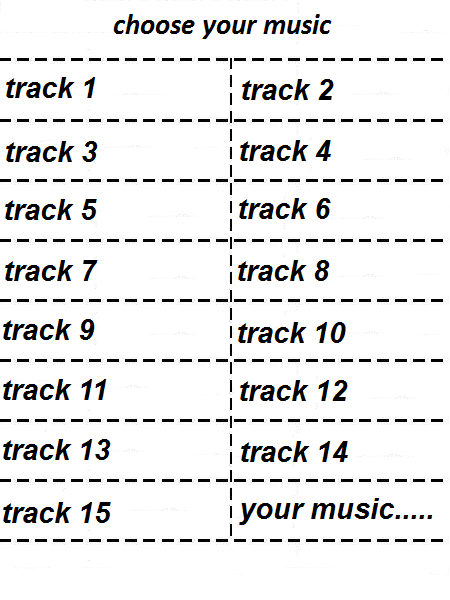 choose your music
track 1
track 2
track 3
track 4
track 5
track 6
track 7
track 8
track 9
track 10
track 11
track 12
track 13
track 14
track 15
your music.....